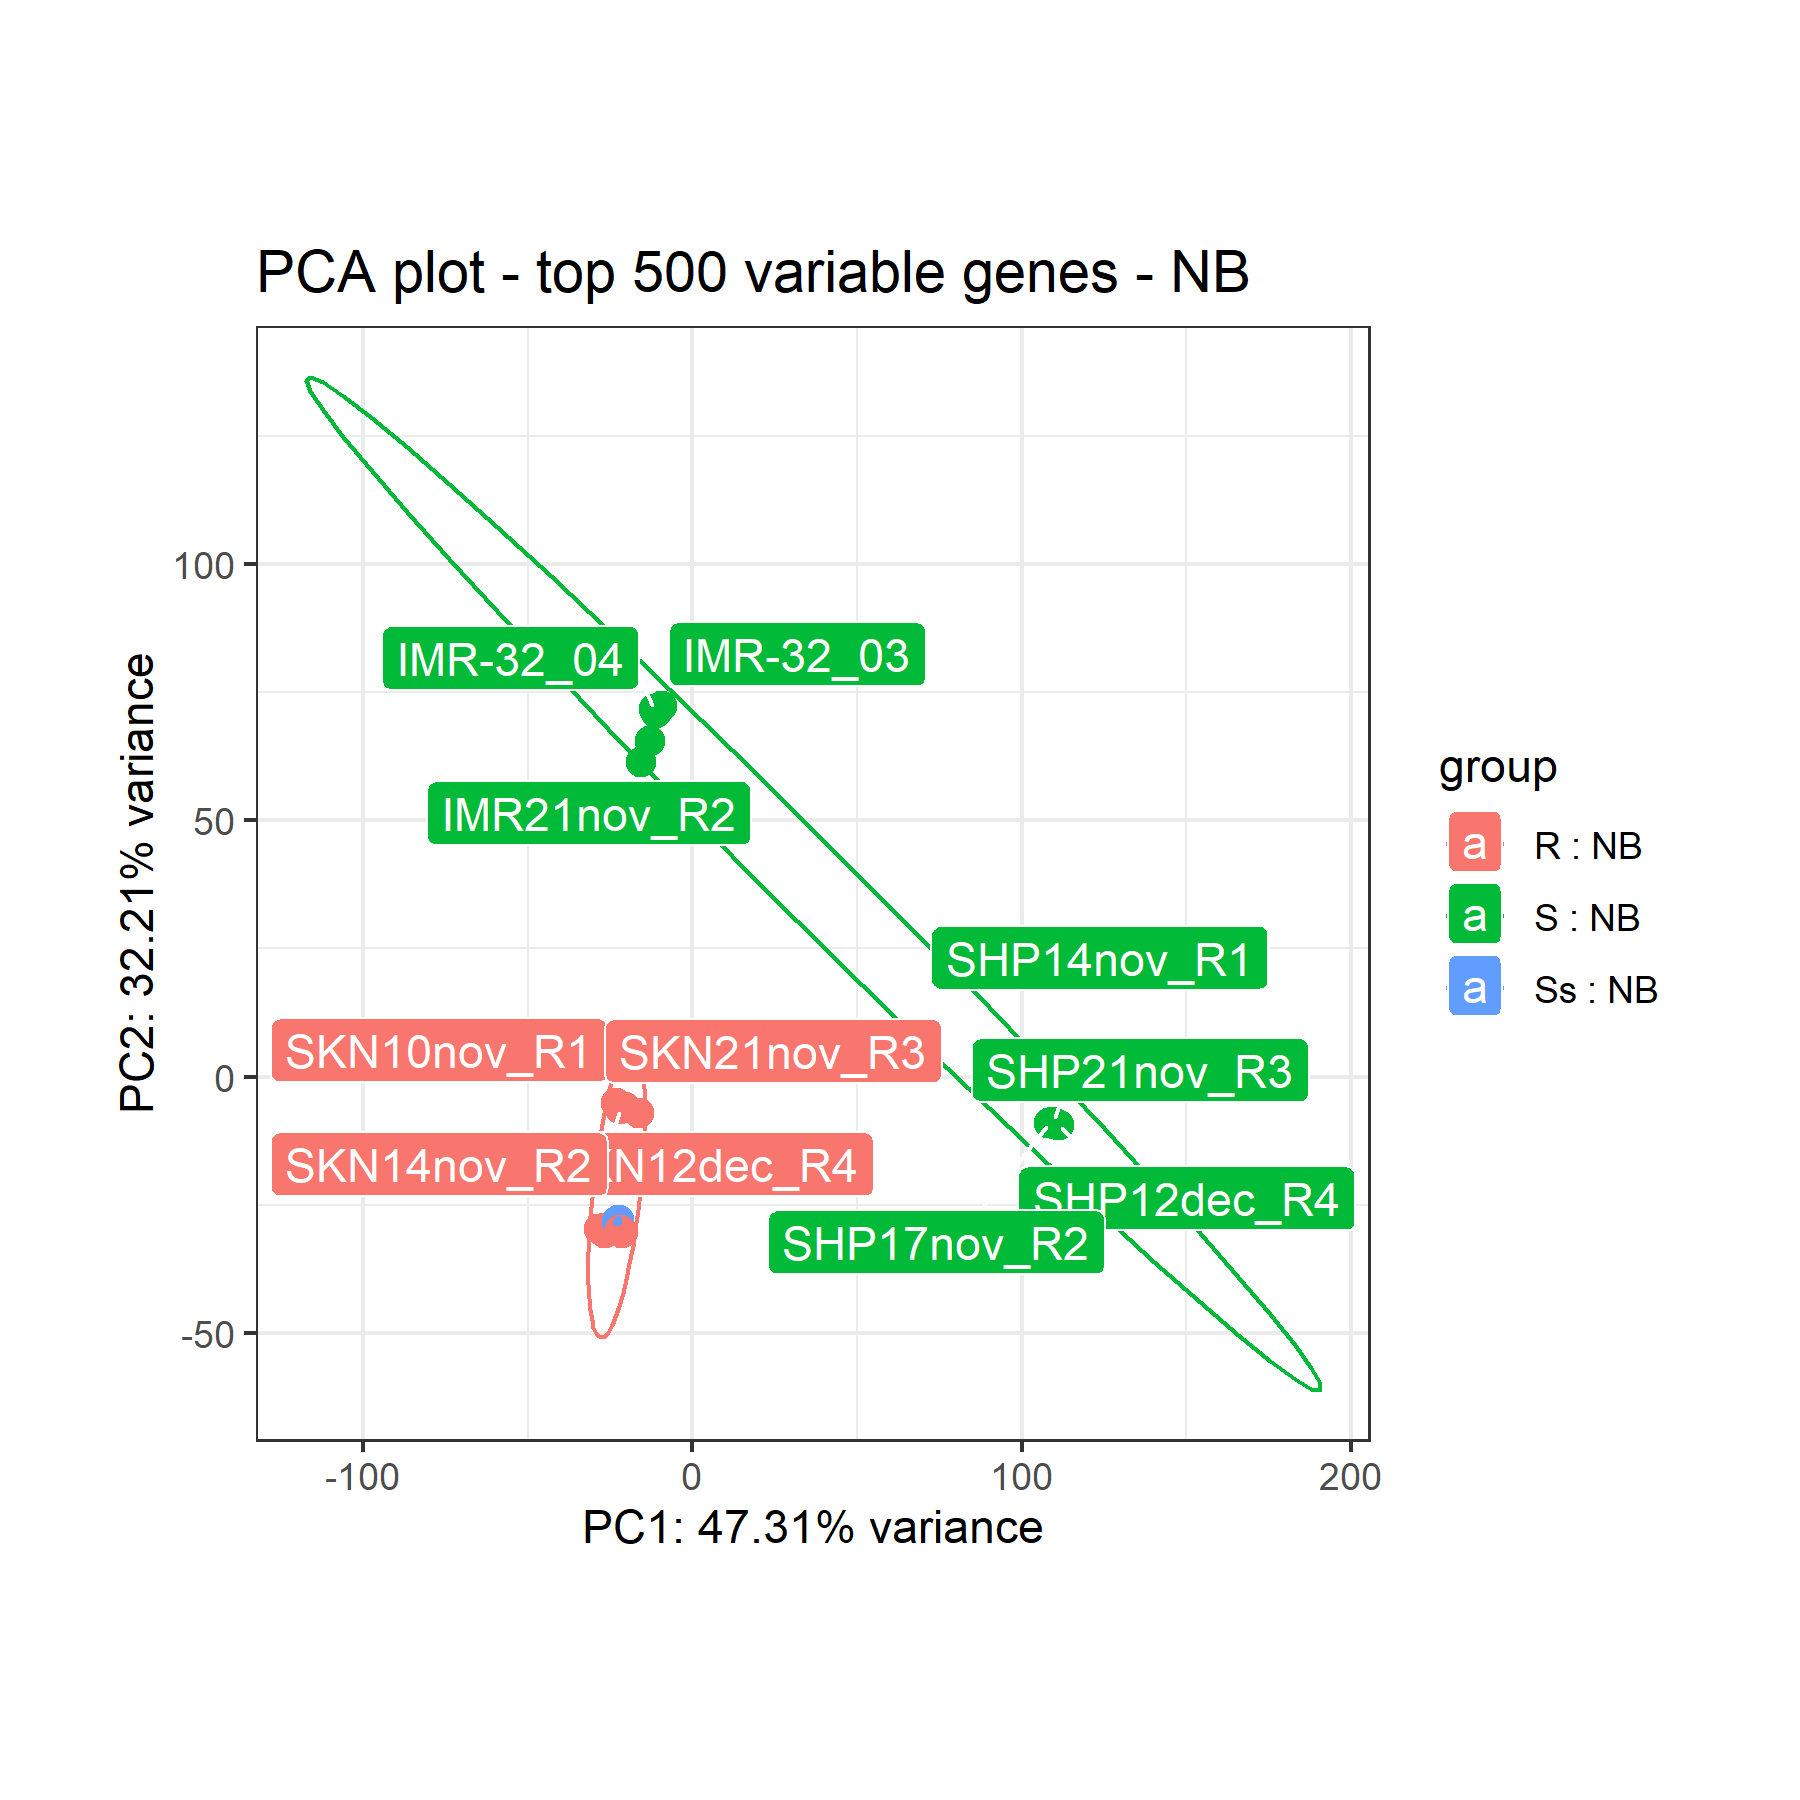 PCA plot - top 500 variable genes - NB
PC2: 32.21% variance
100
50
0
-50
IMR-32_04
IMR-32_03
IMR21nov_R2
SHP14nov_R1
SKN10nov_R1
SKN21nov_R3
SHP21nov_R3
SKN14nov_R2
N12dec_R4
SHP12dec_R4
SHP17nov_R2
-100
0
100
200
PC1: 47.31% variance
group
a R : NB
a S : NB
a Ss : NB